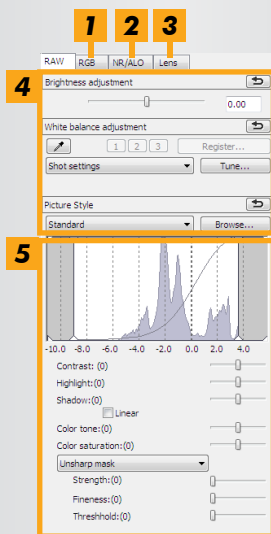 1 2 3
RAW RGB NR/ALO Lens
4
Brightness adjustment
0.00
White balance adjustment
1 2 3 Register...
Shot settings Tune...
Picture Style
Standard Browse...
5
-10.0 -8.0 -6.0 -4.0 -2.0 0.0 2.0 4.0
Contrast: (0)
Highlight:(0)
Shadow:(0)
Linear
Color tone:(0)
Color saturation:(0)
Unsharp mask
Strength:(0)
Fineness:(0)
Threshhold:(0)